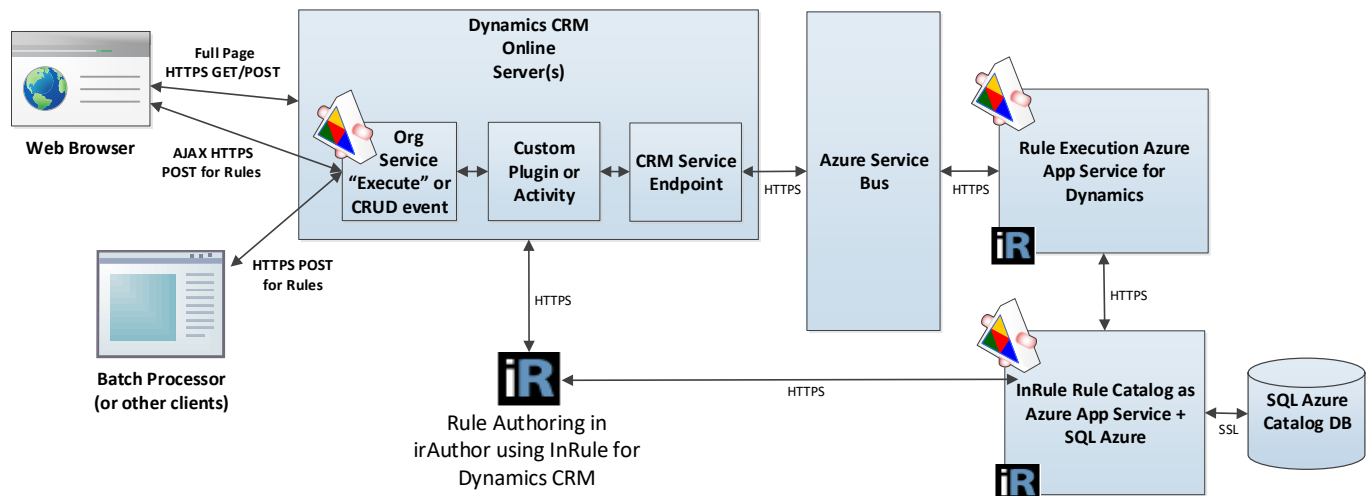 Dynamics CRM
Online
Server(s)
Full Page
HTTPS GET/POST
Web Browser
AJAX HTTPS
POST for Rules
Org
Service
“Execute” or
CRUD event
Custom
Plugin or
Activity
CRM Service
Endpoint
HTTPS
Azure Service
Bus
HTTPS
Rule Execution Azure
App Service for
Dynamics
iR
HTTPS POST
for Rules
Batch Processor
(or other clients)
HTTPS
HTTPS
iR
Rule Authoring in
irAuthor using InRule for
Dynamics CRM
HTTPS
InRule Rule Catalog as
Azure App Service +
SQL Azure
iR
SSL
SQL Azure
Catalog DB